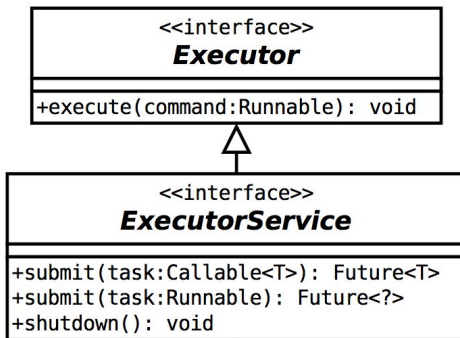 <<interface>>
Executor
+execute(command:Runnable): void
<<interface>>
ExecutorService
+submit(task:Callable<T>): Future<T>
+submit(task:Runnable): Future<?>
+shutdown(): void